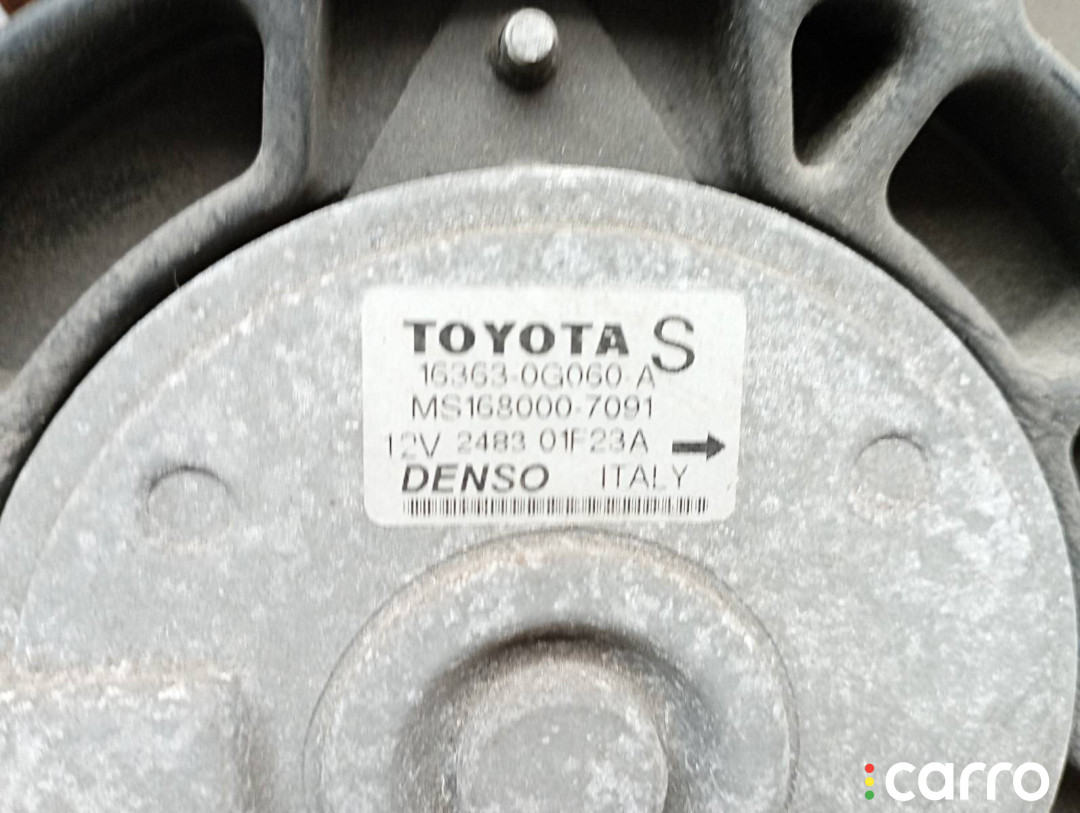 TOYOTA S
16363-0G060-A
MS168000-7091
12V 2483 01F23A
DENSO ITALY
carro